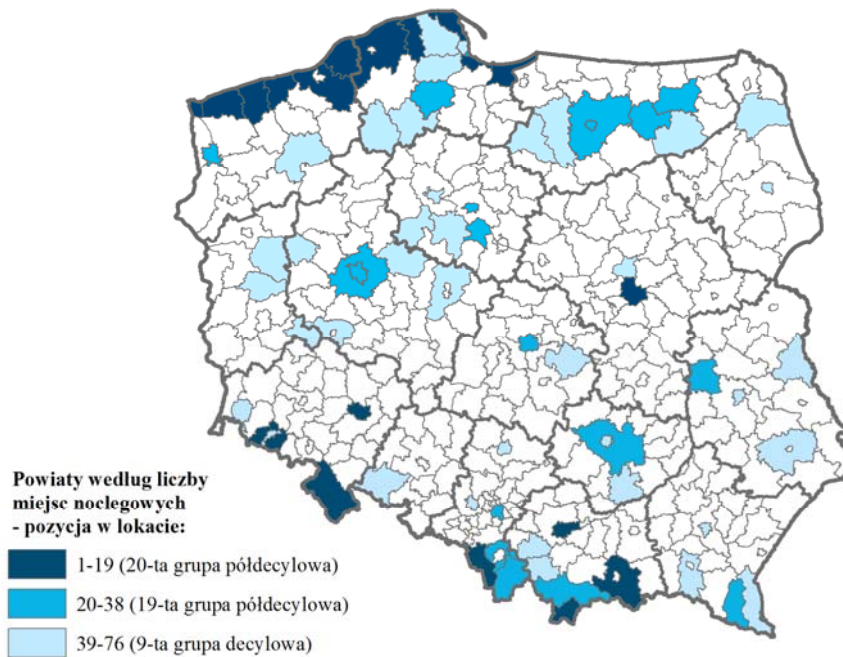 Powiaty według liczby
miejsc noclegowych
- pozycja w lokacie:
1-19 (20-ta grupa półdecylowa)
20-38 (19-ta grupa półdecylowa)
39-76 (9-ta grupa decylowa)